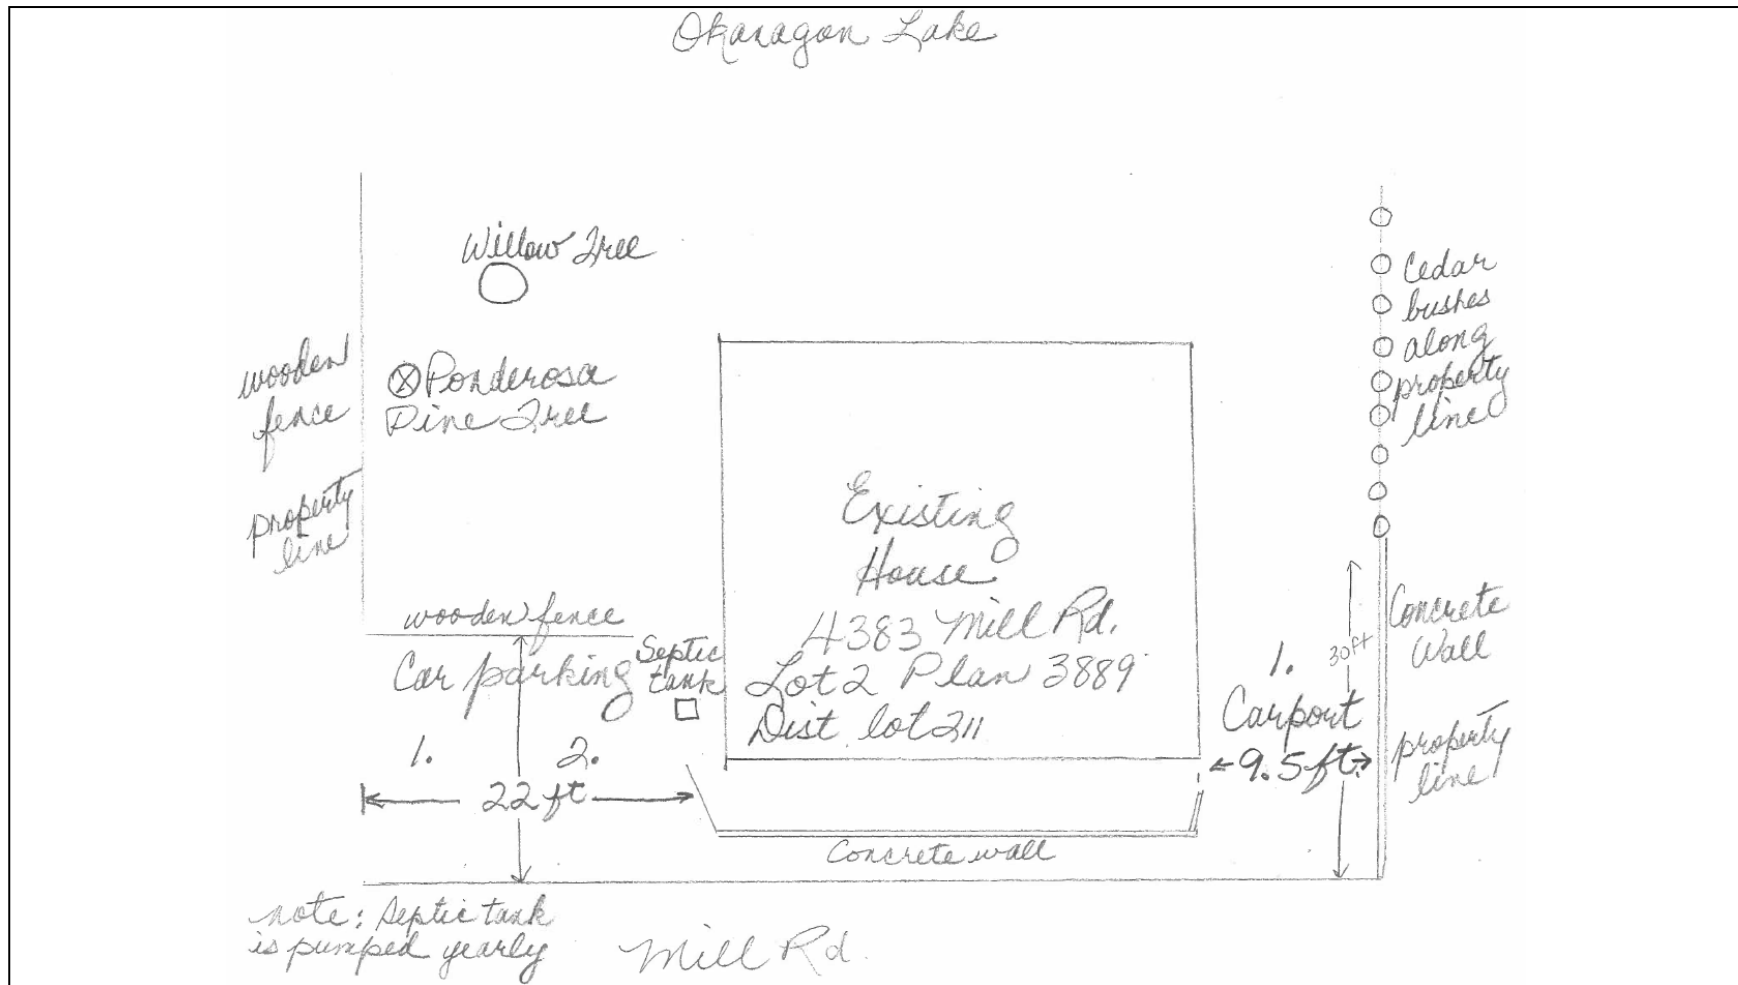 Okanagon Lake
Willow Tree
wooden
fence
property
line
Ponderosa
Pine Tree
Cedar
bushes
along
property
line
Existing
House
4383 Mill Rd.
Lot 2 Plan 3889
Dist. lot 211
wooden fence
Car parking
Septic
tank
1.
2.
22 ft
1.
30 ft
Carport
9.5 ft.
Concrete
Wall
property
line
Concrete wall
note: Septic tank
is pumped yearly
Mill Rd.